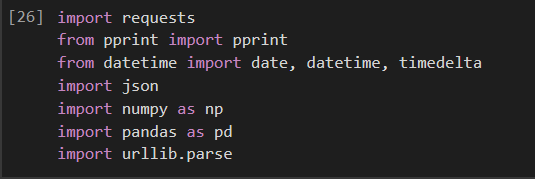 [26] import requests
from pprint import pprint
from datetime import date, datetime, timedelta
import json
import numpy as np
import pandas as pd
import urllib.parse